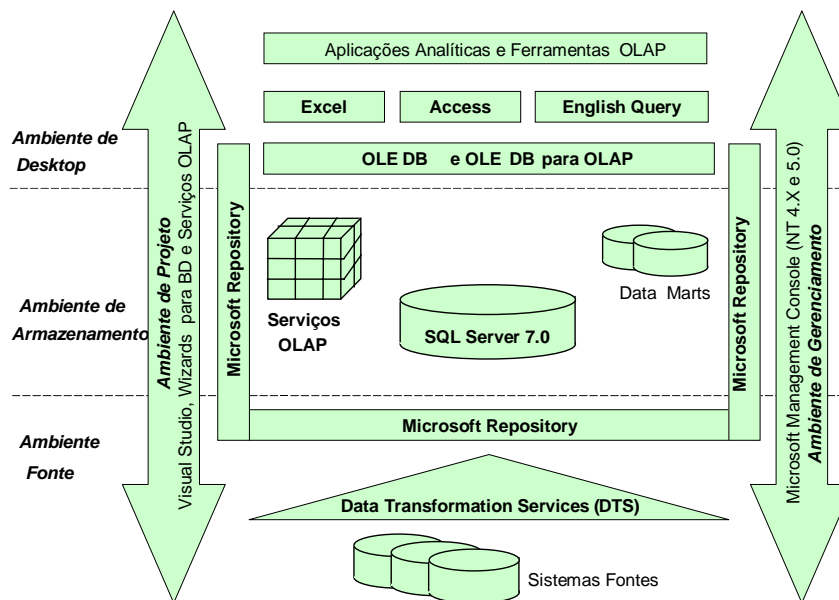 Aplicações Analíticas e Ferramentas OLAP
Excel
Access
English Query
Ambiente de
Desktop
OLE DB e OLE DB para OLAP
Ambiente de Projeto
Visual Studio, Wizards para BD e Serviços OLAP
Microsoft Repository
Microsoft Repository
Microsoft Management Console (NT 4.X e 5.0)
Ambiente de Gerenciamento
Ambiente de
Armazenamento
Serviços
OLAP
SQL Server 7.0
Data Marts
Microsoft Repository
Ambiente
Fonte
Data Transformation Services (DTS)
Sistemas Fontes